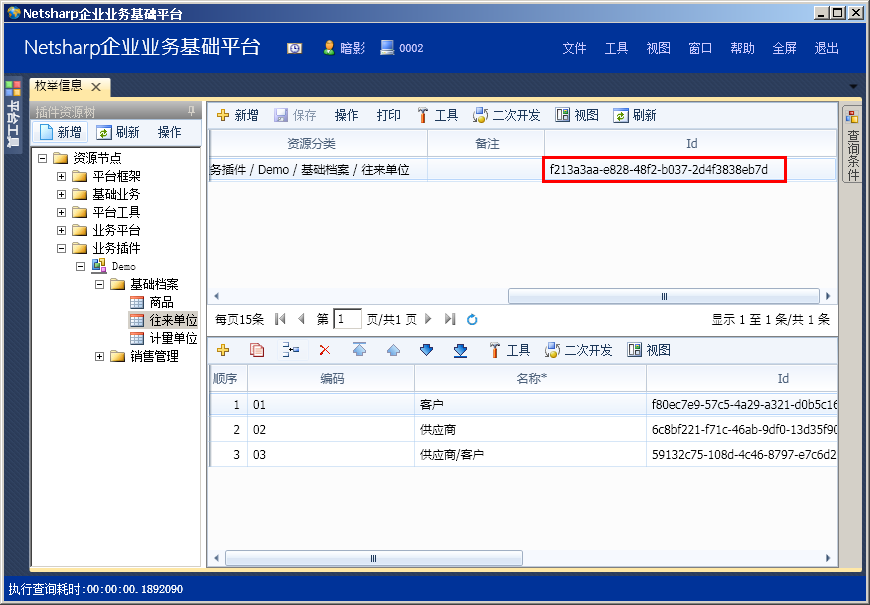 Netsharp企业业务基础平台
Netsharp企业业务基础平台 暗影 0002 文件 工具 视图 窗口 帮助 全屏 退出
平台工具
枚举信息
插件资源树
新增 刷新 操作
资源节点
平台框架
基础业务
平台工具
业务平台
业务插件
Demo
基础档案
商品
往来单位
计量单位
销售管理
新增 保存 操作 打印 工具 二次开发 视图 刷新
资源分类 备注 Id
务插件 / Demo / 基础档案 / 往来单位 f213a3aa-e828-48f2-b037-2d4f3838eb7d
每页15条 第 1 页/共1 页 显示 1 至 1 条/共 1 条
工具 二次开发 视图
顺序 编码 名称* Id
1 01 客户 f80ec7e9-57c5-4a29-a321-d0b5c16
2 02 供应商 6c8bf221-f71c-46ab-9df0-13d35f90
3 03 供应商/客户 59132c75-108d-4c46-8797-e7c6d2
查询条件
执行查询耗时:00:00:00.1892090